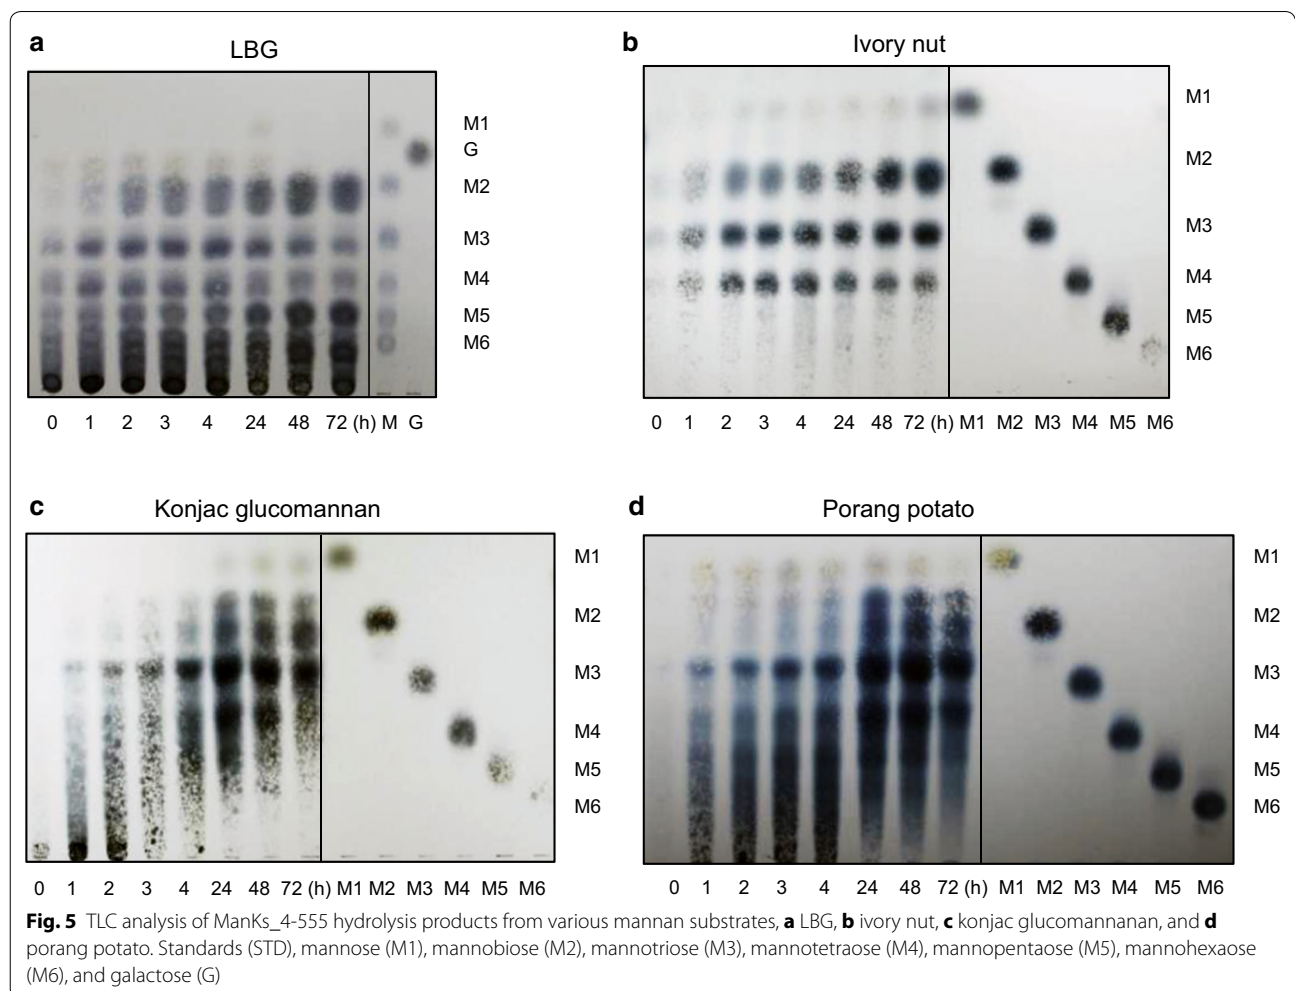 a
LBG
M1
G
M2
M3
M4
M5
M6
0 1 2 3 4 24 48 72 (h) M G
b
Ivory nut
M1
M2
M3
M4
M5
M6
0 1 2 3 4 24 48 72 (h) M1 M2 M3 M4 M5 M6
c
Konjac glucomannan
M1
M2
M3
M4
M5
M6
0 1 2 3 4 24 48 72 (h) M1 M2 M3 M4 M5 M6
d
Porang potato
M1
M2
M3
M4
M5
M6
0 1 2 3 4 24 48 72 (h) M1 M2 M3 M4 M5 M6
Fig. 5 TLC analysis of ManKs_4-555 hydrolysis products from various mannan substrates, a LBG, b ivory nut, c konjac glucomannanan, and d
porang potato. Standards (STD), mannose (M1), mannobiose (M2), mannotriose (M3), mannotetraose (M4), mannopentaose (M5), mannohexaose
(M6), and galactose (G)